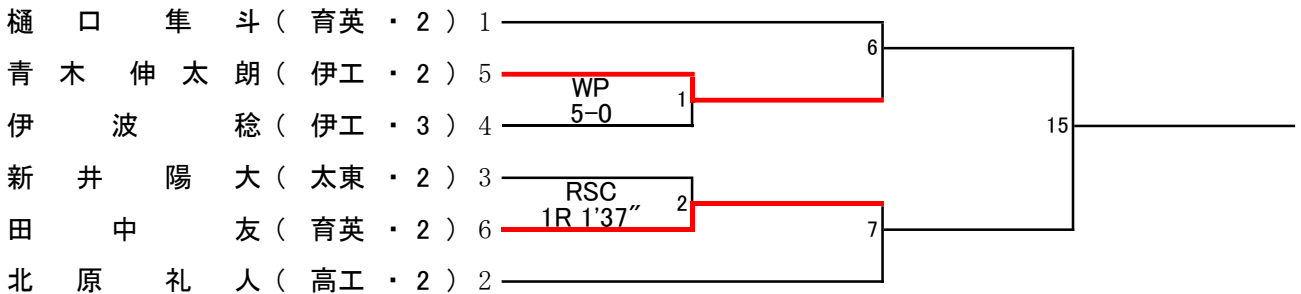 樋口隼斗(育英・2) 1
6
青木伸太朗(伊工・2) 5
WP
1
5-0
伊波稔(伊工・3) 4
15
新井陽大(太東・2) 3
RSC
2
1R 1'37"
田中友(育英・2) 6
7
北原礼人(高工・2) 2